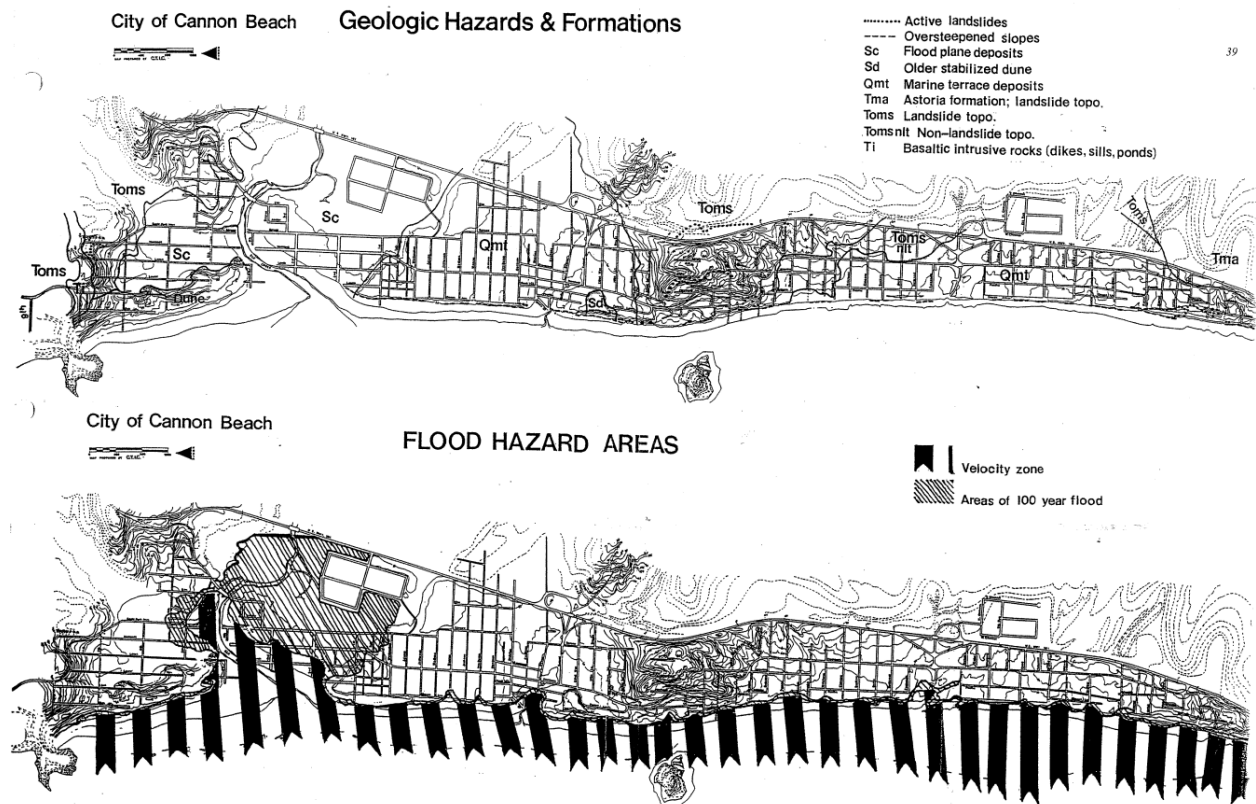 City of Cannon Beach
Geologic Hazards & Formations
Active landslides
Oversteepened slopes
Sc Flood plane deposits
Sd Older stabilized dune
Qmt Marine terrace deposits
Tma Astoria formation; landslide topo.
Toms Landslide topo.
Toms nlt Non-landslide topo.
Ti Basaltic intrusive rocks (dikes, sills, ponds)
39
Toms
Sc
Toms
Toms
Qmt
Toms
nlt
Sc
Toms
Tma
Qmt
Ti
Dune
Sd
City of Cannon Beach
FLOOD HAZARD AREAS
Velocity zone
Areas of 100 year flood